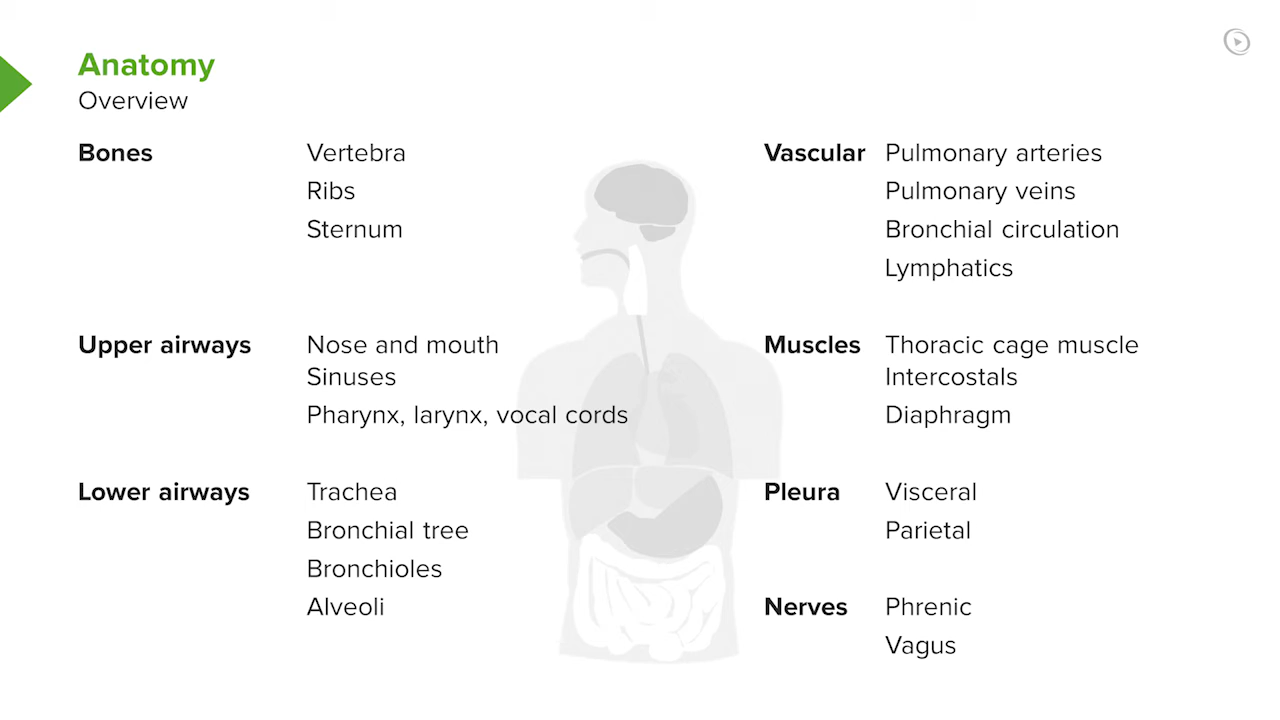 Anatomy
Overview
Bones
Vertebra
Ribs
Sternum
Upper airways
Nose and mouth
Sinuses
Pharynx, larynx, vocal cords
Lower airways
Trachea
Bronchial tree
Bronchioles
Alveoli
Vascular
Pulmonary arteries
Pulmonary veins
Bronchial circulation
Lymphatics
Muscles
Thoracic cage muscle
Intercostals
Diaphragm
Pleura
Visceral
Parietal
Nerves
Phrenic
Vagus